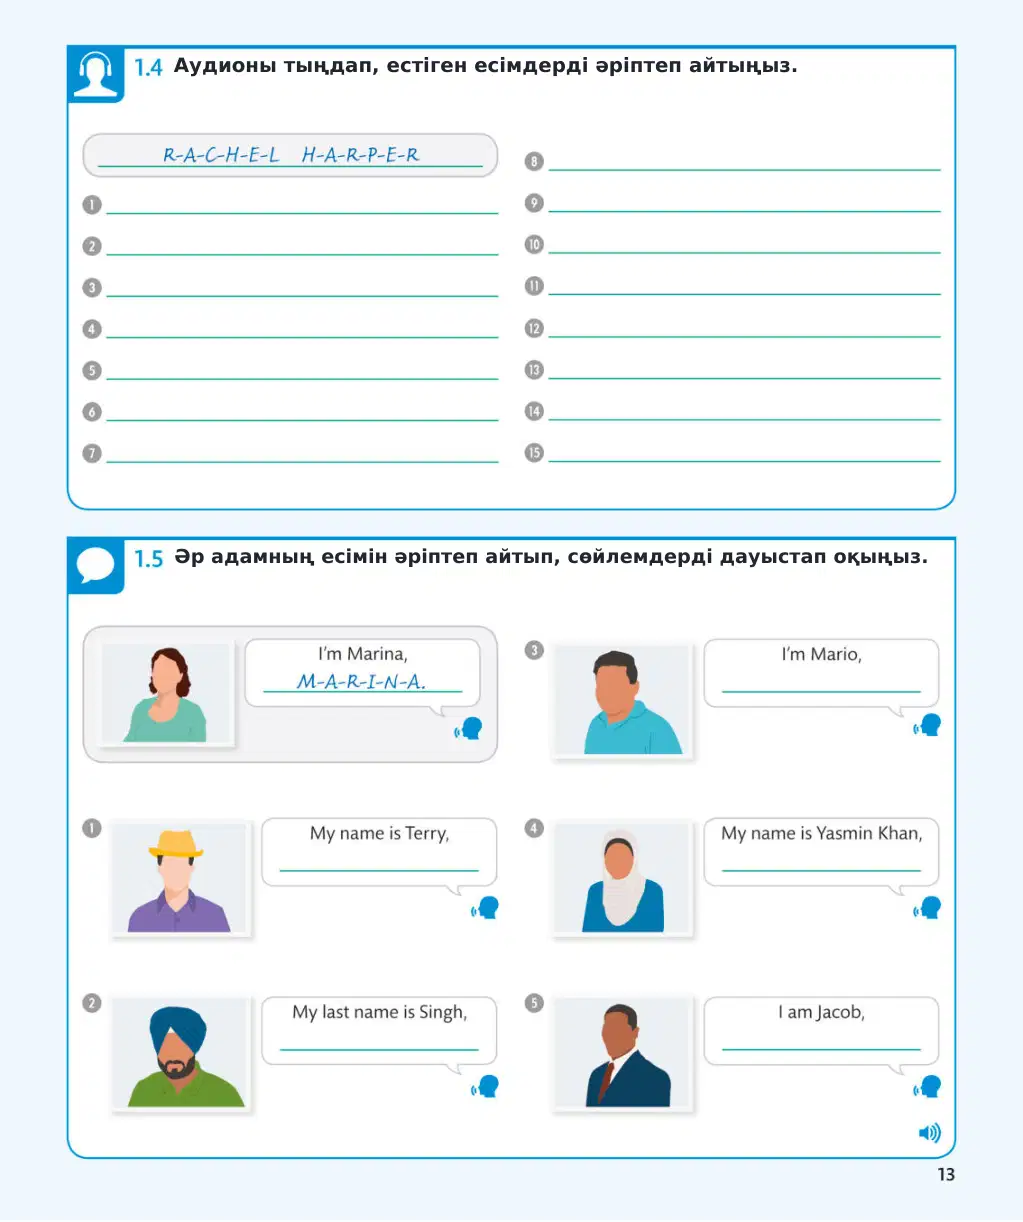 1.4 Аудионы тыңдап, естіген есімдерді әріптеп айтыңыз.
R-A-C-H-E-L H-A-R-P-E-R
1
2
3
4
5
6
7
8
9
10
11
12
13
14
15
1.5 Әр адамның есімін әріптеп айтып, сөйлемдерді дауыстап оқыңыз.
I'm Marina,
M-A-R-I-N-A.
1
My name is Terry,
2
My last name is Singh,
3
I'm Mario,
4
My name is Yasmin Khan,
5
I am Jacob,
13